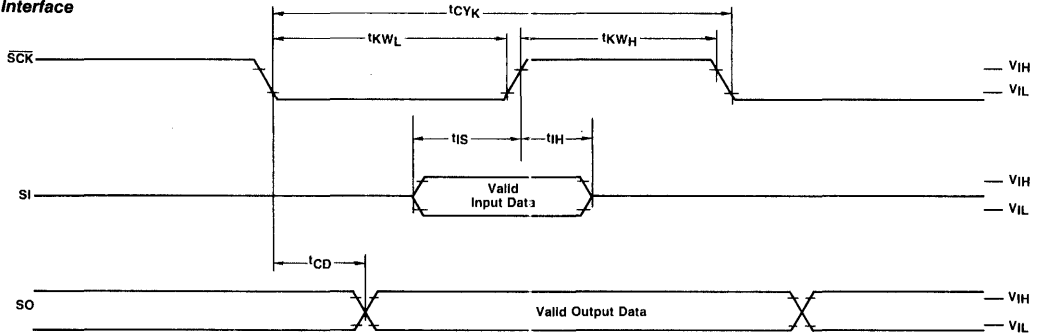 Interface
tCYK
tKWL
tKWH
SCK
VIH
VIL
tIS
tIH
SI
Valid
Input Data
VIH
VIL
tCD
SO
Valid Output Data
VIH
VIL